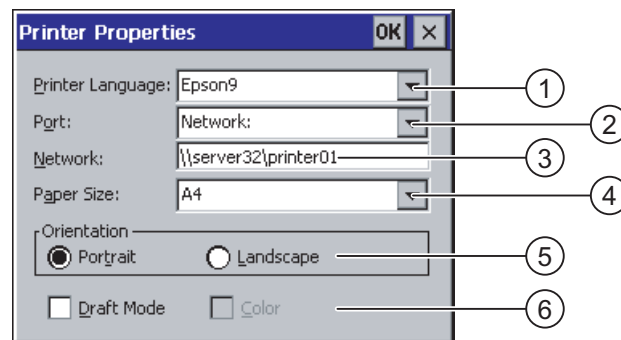 Printer Properties OK ×
Printer Language: Epson9 1
Port: Network: 2
Network: \\server32\printer01 3
Paper Size: A4 4
Orientation
Portrait Landscape 5
Draft Mode Color 6